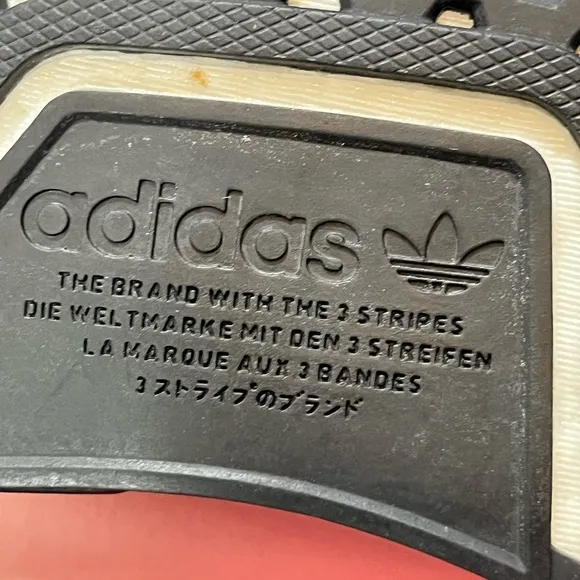 adidas
THE BRAND WITH THE 3 STRIPES
DIE WELTMARKE MIT DEN 3 STREIFEN
LA MARQUE AUX 3 BANDES
3 ストライプのブランド